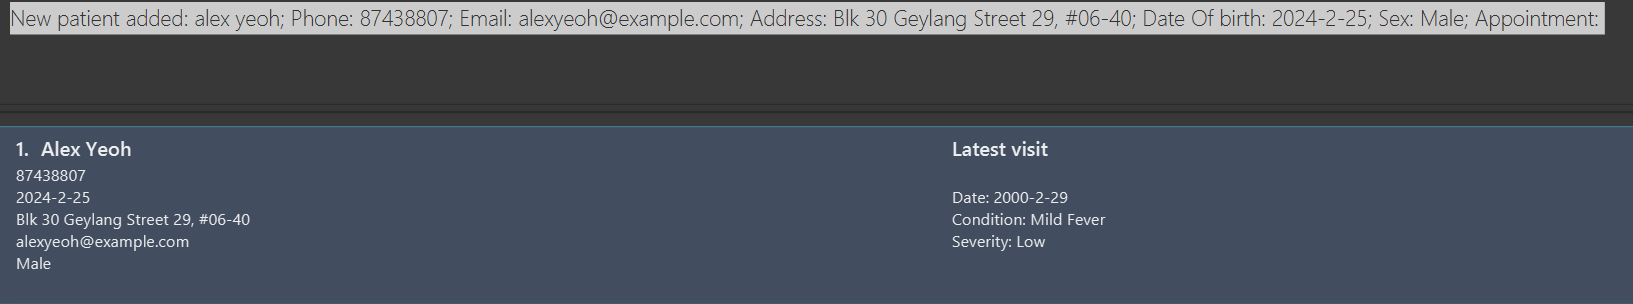 New patient added: alex yeoh; Phone: 87438807; Email: alexyeoh@example.com; Address: Blk 30 Geylang Street 29, #06-40; Date Of birth: 2024-2-25; Sex: Male; Appointment:
1. Alex Yeoh
87438807
2024-2-25
Blk 30 Geylang Street 29, #06-40
alexyeoh@example.com
Male
Latest visit
Date: 2000-2-29
Condition: Mild Fever
Severity: Low